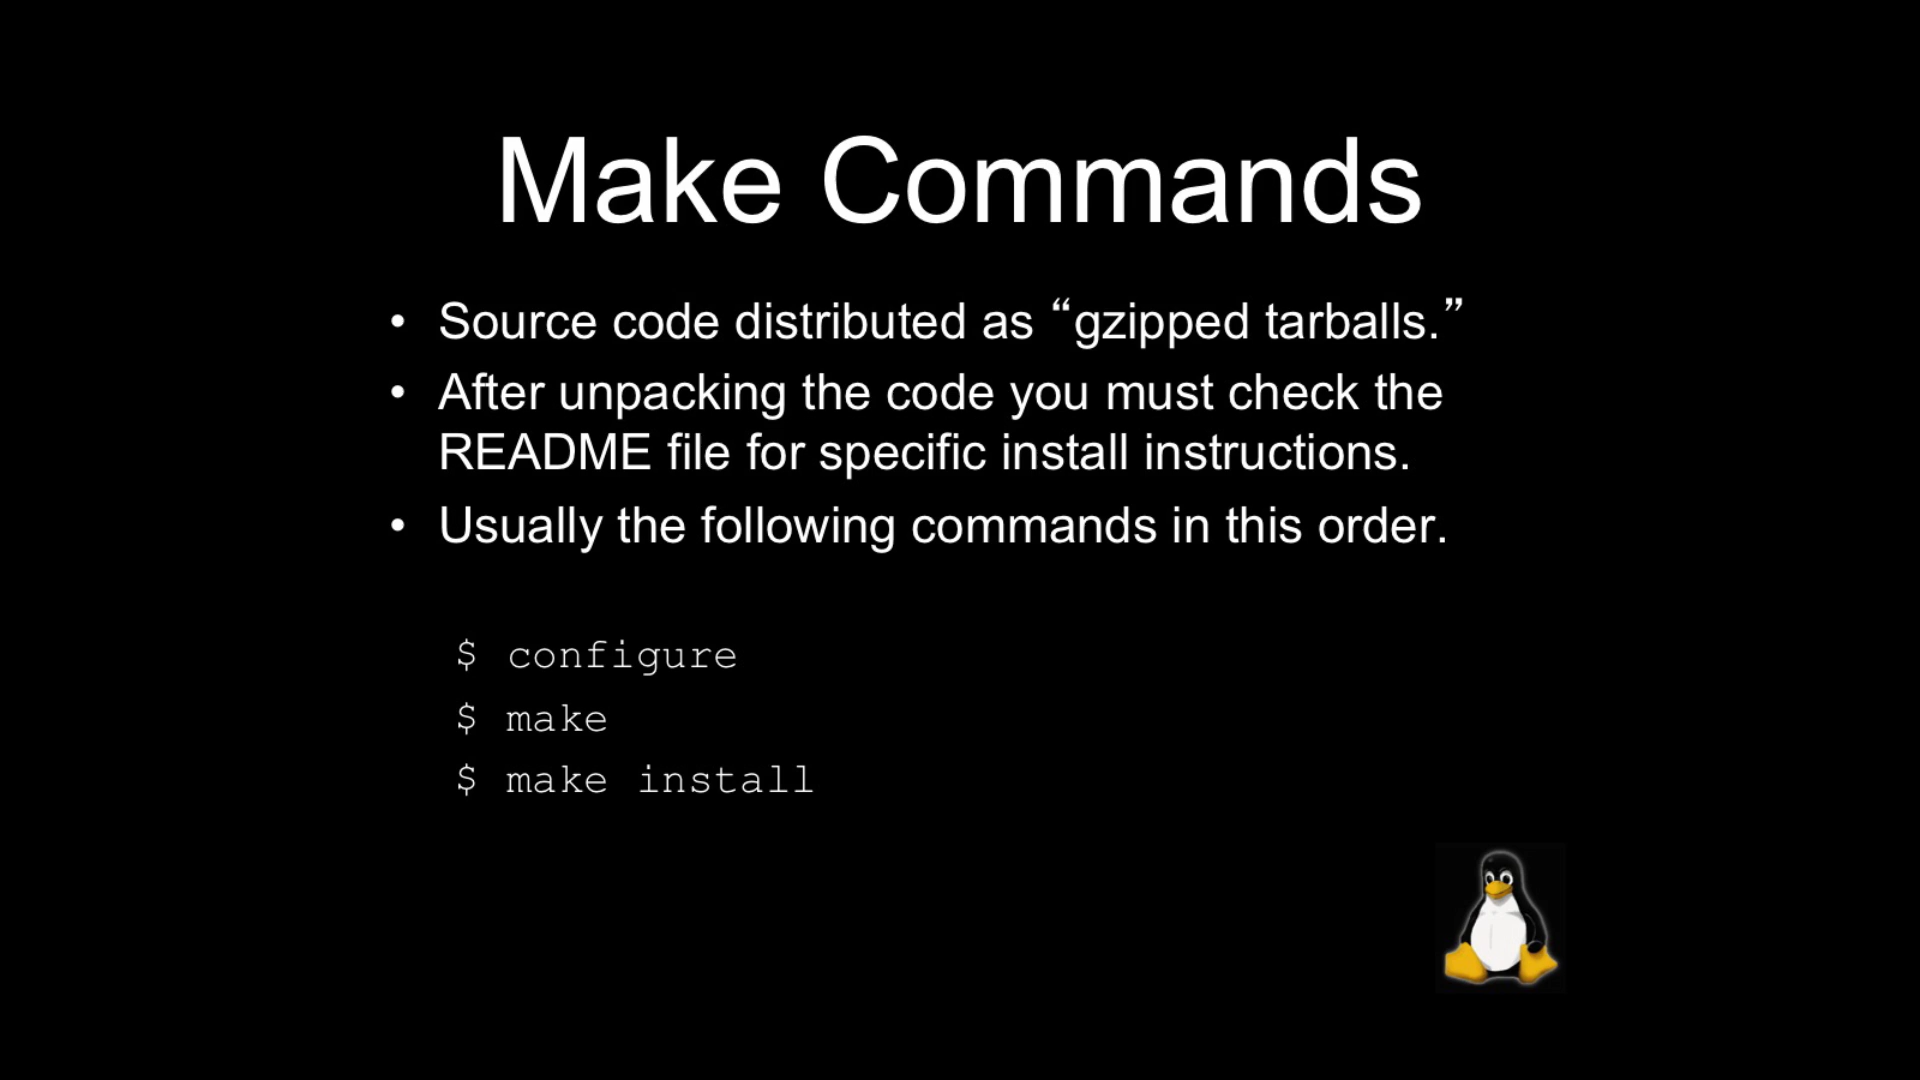 Make Commands
• Source code distributed as “gzipped tarballs.”
• After unpacking the code you must check the
README file for specific install instructions.
• Usually the following commands in this order.
$ configure
$ make
$ make install